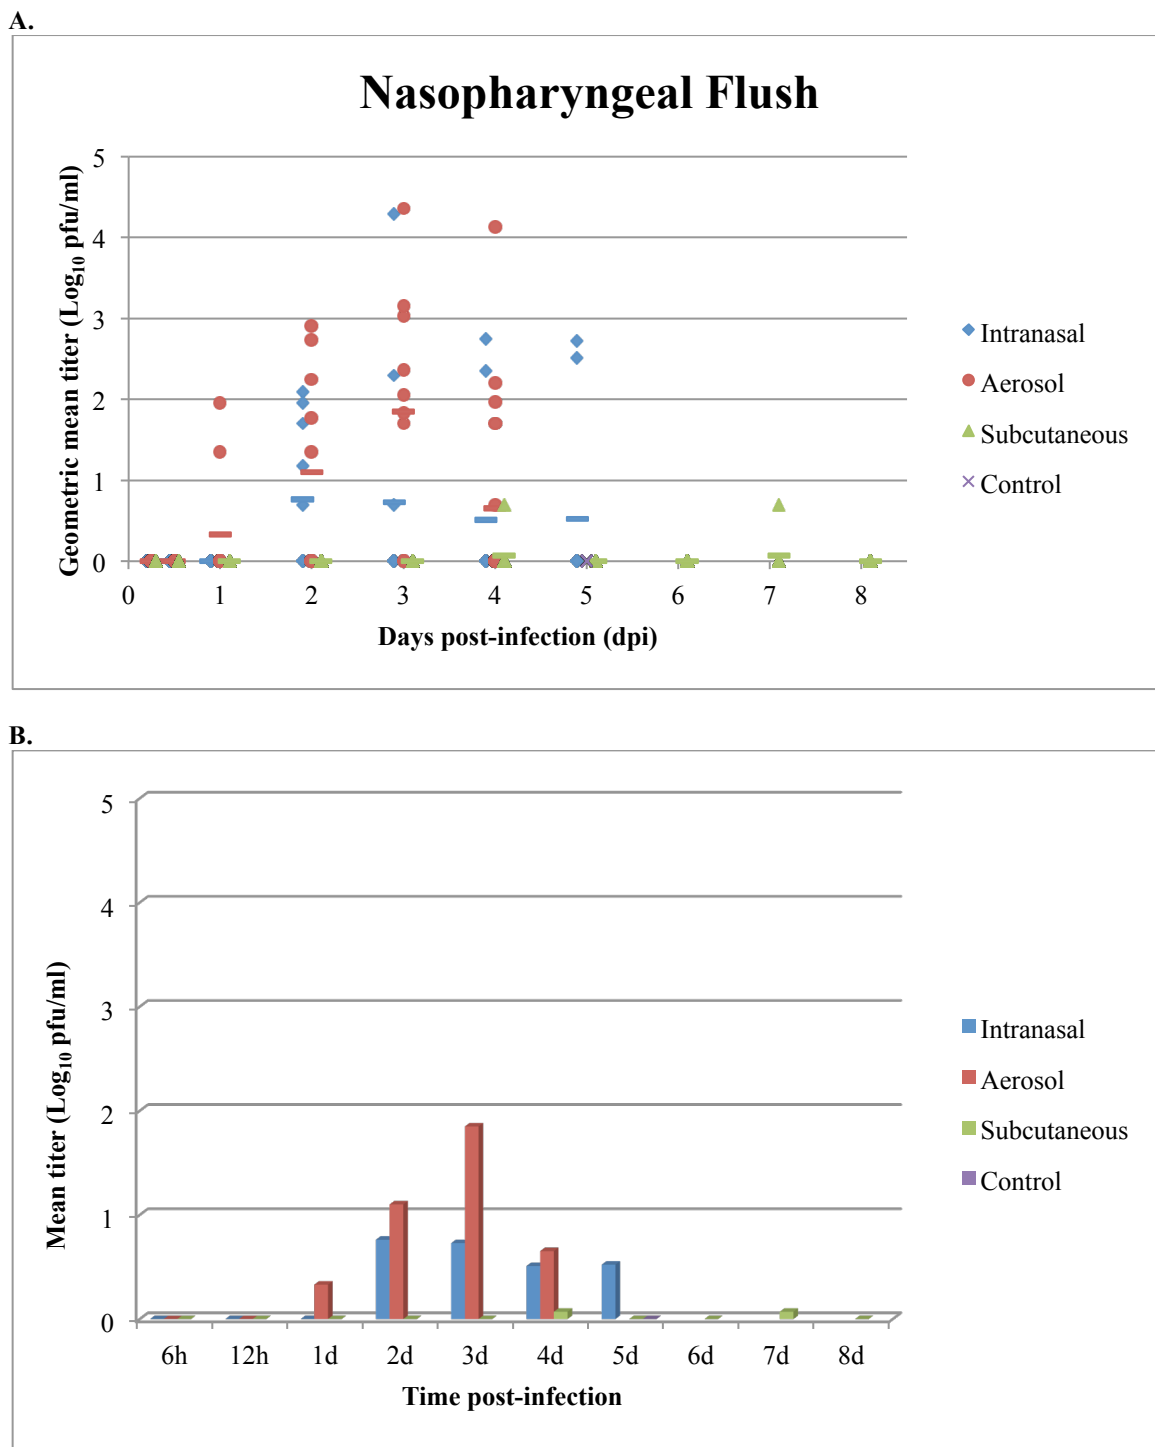 A.
Nasopharyngeal Flush
Geometric mean titer (Log10 pfu/ml)
5
4
3
2
1
0
0 1 2 3 4 5 6 7 8
Days post-infection (dpi)
Intranasal
Aerosol
Subcutaneous
Control
B.
Mean titer (Log10 pfu/ml)
5
4
3
2
1
0
6h 12h 1d 2d 3d 4d 5d 6d 7d 8d
Time post-infection
Intranasal
Aerosol
Subcutaneous
Control